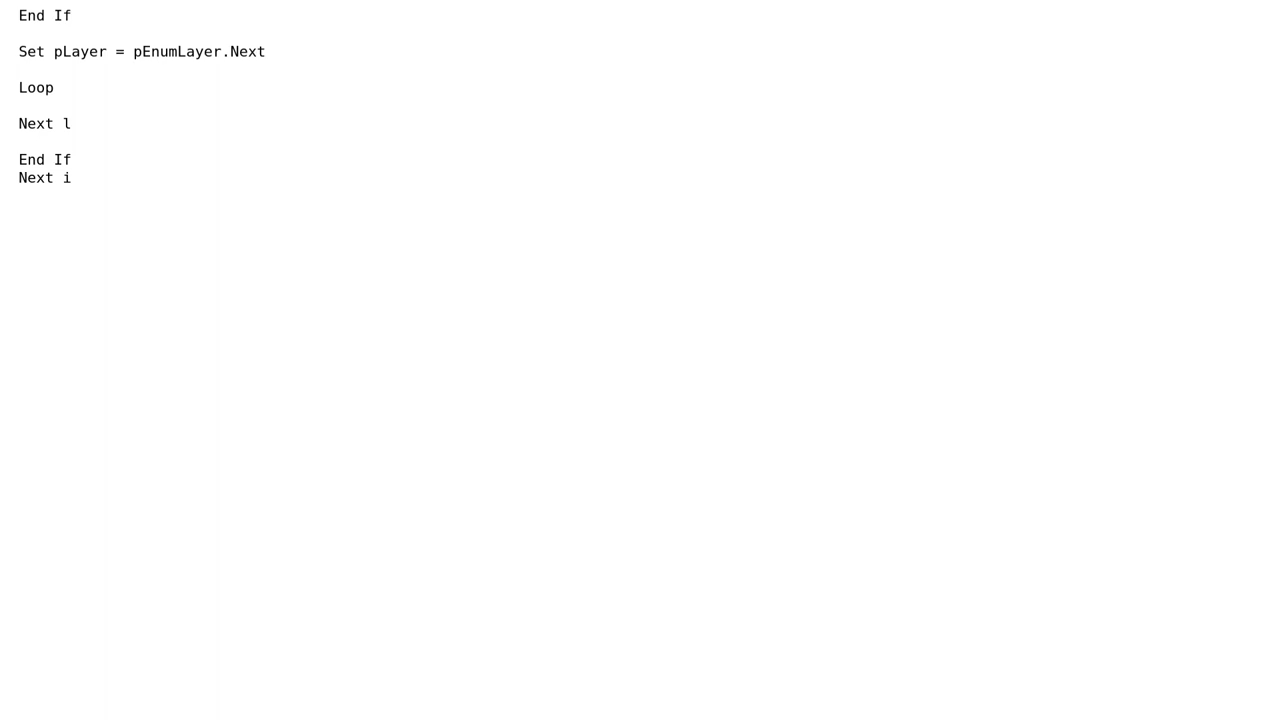 End If
Set pLayer = pEnumLayer.Next
Loop
Next l
End If
Next i